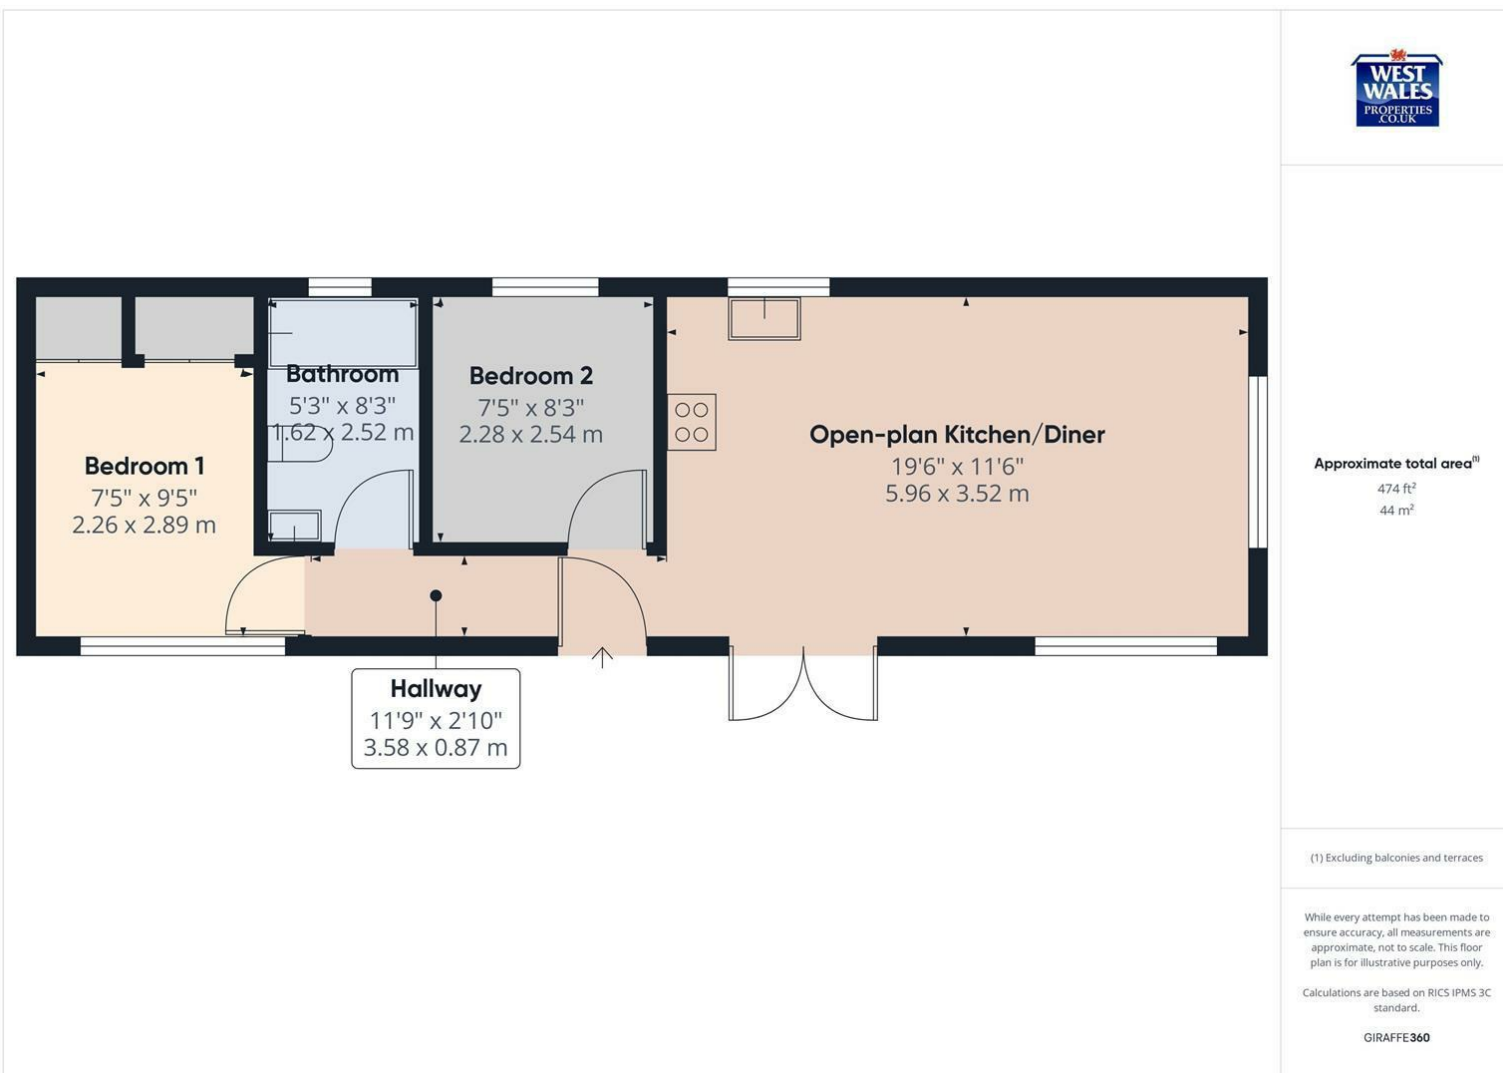 WEST
WALES
PROPERTIES
.CO.UK
Bathroom
5'3" x 8'3"
1.62 x 2.52 m
Bedroom 2
7'5" x 8'3"
2.28 x 2.54 m
Open-plan Kitchen/Diner
19'6" x 11'6"
5.96 x 3.52 m
Bedroom 1
7'5" x 9'5"
2.26 x 2.89 m
Hallway
11'9" x 2'10"
3.58 x 0.87 m
Approximate total area(1)
474 ft²
44 m²
(1) Excluding balconies and terraces
While every attempt has been made to
ensure accuracy, all measurements are
approximate, not to scale. This floor
plan is for illustrative purposes only.
Calculations are based on RICS IPMS 3C
standard.
GIRAFFE360